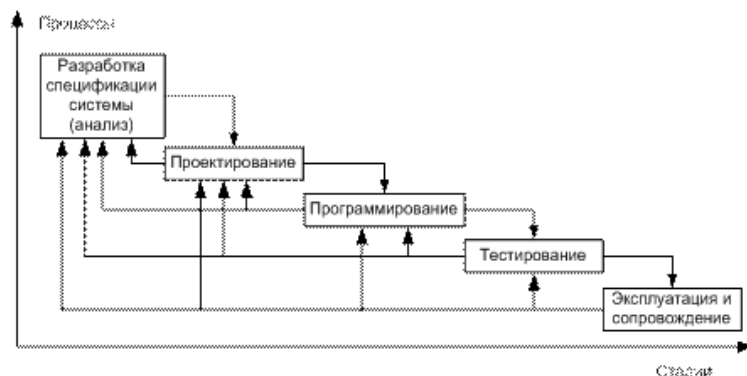 Процессы
Разработка
спецификации
системы
(анализ)
Проектирование
Программирование
Тестирование
Эксплуатация и
сопровождение
Стадии